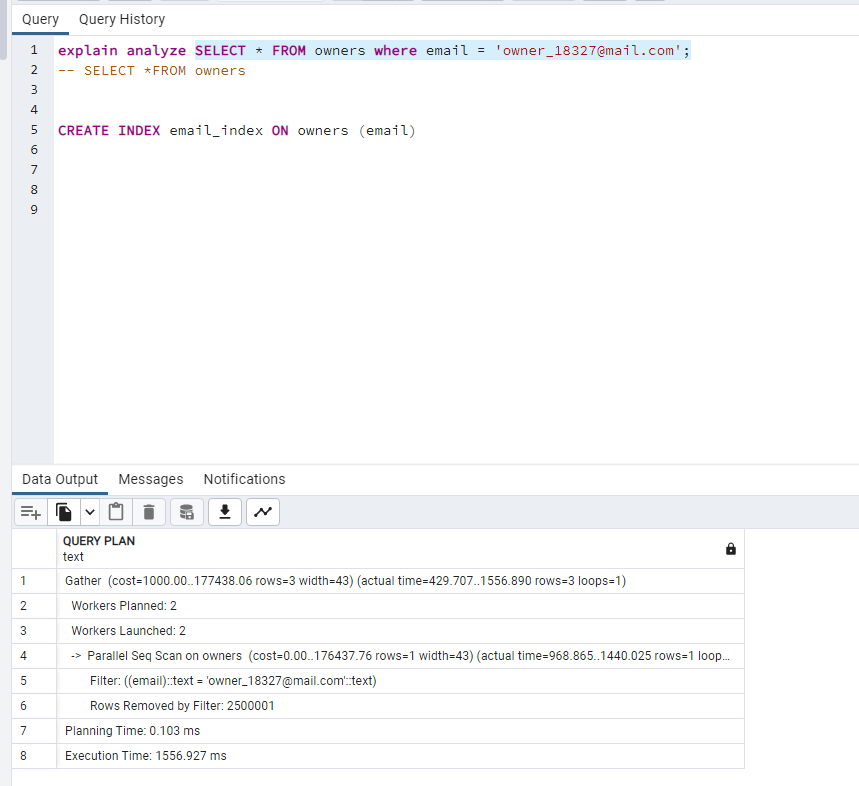 Query Query History
1 explain analyze SELECT * FROM owners where email = 'owner_18327@mail.com';
2 -- SELECT *FROM owners
3
4
5 CREATE INDEX email_index ON owners (email)
6
7
8
9
Data Output Messages Notifications
QUERY PLAN
text
1 Gather (cost=1000.00..177438.06 rows=3 width=43) (actual time=429.707..1556.890 rows=3 loops=1)
2 Workers Planned: 2
3 Workers Launched: 2
4 -> Parallel Seq Scan on owners (cost=0.00..176437.76 rows=1 width=43) (actual time=968.865..1440.025 rows=1 loop...
5 Filter: ((email)::text = 'owner_18327@mail.com'::text)
6 Rows Removed by Filter: 2500001
7 Planning Time: 0.103 ms
8 Execution Time: 1556.927 ms